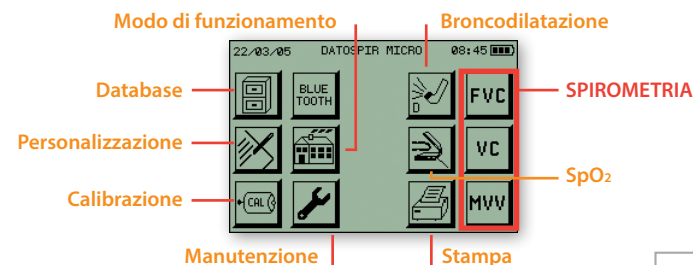 Modo di funzionamento
Broncodilatazione
22/03/05 DATOSPIR MICRO 08:45
Database
BLUE TOOTH
D
FVC
SPIROMETRIA
Personalizzazione
VC
SpO2
Calibrazione
CAL
MVV
Manutenzione
Stampa